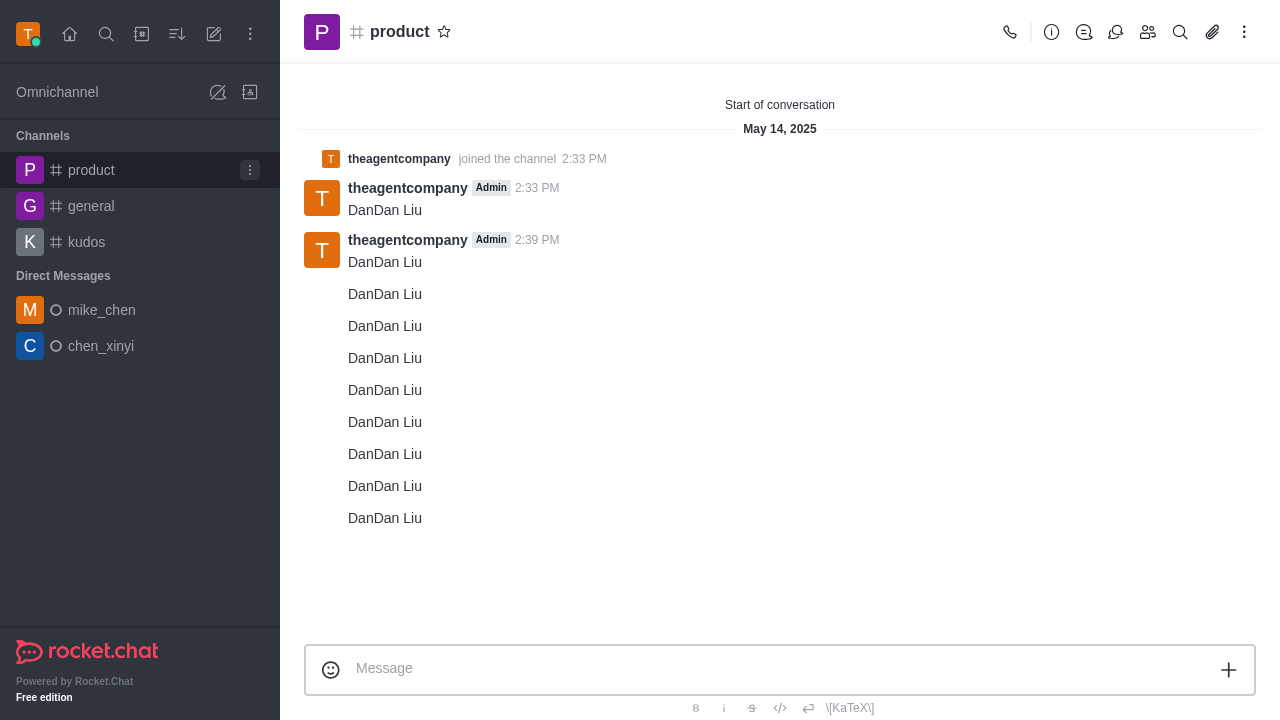 T
Omnichannel
Channels
P product
G general
K kudos
Direct Messages
M mike_chen
C chen_xinyi
rocket.chat
Powered by Rocket.Chat
Free edition
P product
Start of conversation
May 14, 2025
T theagentcompany joined the channel 2:33 PM
T theagentcompany Admin 2:33 PM
DanDan Liu
T theagentcompany Admin 2:39 PM
DanDan Liu
DanDan Liu
DanDan Liu
DanDan Liu
DanDan Liu
DanDan Liu
DanDan Liu
DanDan Liu
DanDan Liu
Message
B i S \[KaTeX\]